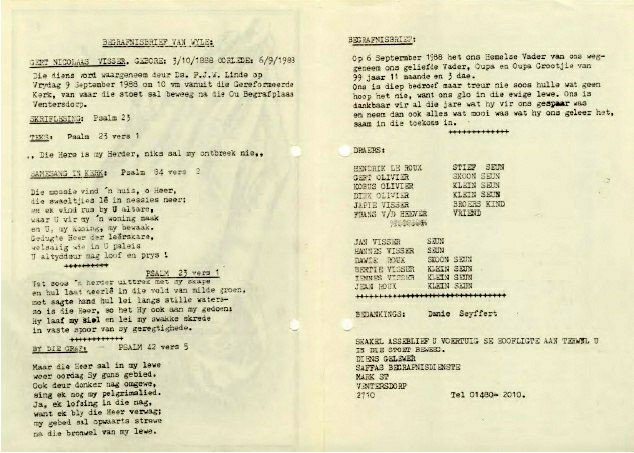 BEGRAFNISBRIEF VAN WYLE:
GERT NICOLAAS VISSER, GEBORE: 3/10/1888 OORLEDE: 6/9/1988
Die diens word waargeneem deur Ds. P.J.W. Linde op
Vrydag 9 September 1988 om 10 vm vanuit die Gereformeerde
Kerk, van waar die stoet sal beweeg na die Ou Begrafplaas
Ventersdorp.
SKRIFLESING: Psalm 23
TEKS: Psalm 23 vers 1
,, Die Here is my Herder, niks sal my ontbreek nie,,
SAMESANG IN KERK: Psalm 84 vers 2
Die mossie vind 'n huis, o Heer,
die swaeltjies lê in nessies neer;
en ek vind rus by U altare,
waar U vir my 'n woning maak
en U, my koning, my bewaak.
Gedugte Heer der leërskare,
welsalig wie in U paleis
U altyddeur mag loof en prys !
++++++++++
PSALM 23 vers 1
Net soos 'n herder uittrek met my skape
en hul laat neerlê in die veld van milde groen,
met sagte hand hul lei langs stille waters-
so is die Heer, so het Hy ook aan my gedoen:
Hy laaf my siel en lei my swakke skrede
in vaste spoor van sy geregtighede.
++++++++++++
BY DIE GRAF: PSALM 42 vers 5
Maar die Heer sal in my lewe
weer oordag Sy guns gebied.
Ook deur donker nag omgewe,
sing ek nog my pelgrimslied.
Ja, ek lofsing in die nag,
want ek bly die Heer verwag;
my gebed sal opwaarts strewe
na die bronwel van my lewe.
BEGRAFNISBRIEF:
Op 6 Septermber 1988 het ons Hemelse Vader van ons weg-
geneem ons geliefte Vader, Oupa en Oupa Grootjie van
99 jaar 11 maande en 3 dae.
Ons is diep bedroef maar treur nie soos hulle wat geen
hoop het nie, want ons glo in die ewige lewe. Ons is
dankbaar vir al die jare wat hy vir ons gespaar was
en neem dan ook alles wat mooi was wat hy ons geleer het,
saam in die toekoms in.
++++++++++++
DRAERS:
HENDRIK LE ROUX STIEF SEUN
GERT OLIVIER SKOON SEUN
KOBUS OLIVIER KLEIN SEUN
DIRK OLIVIER KLEIN SEUN
JAPIE VISSER BROERS KIND
FRANS V/D HEEVER VRIEND
JAN VISSER SEUN
HANNES VISSER SEUN
DAWIE ROUX SKOON SEUN
BERTIE VISSER KLEIN SEUN
HENNES VISSER KLEIN SEUN
JEAN ROUX KLEIN SEUN
++++++++++++++++++++++++++++++
BEDANKINGS: Danie Seyffert
SKAKEL ASSEBLIEF U VOERTUIG SE HOOFLIGTE AAN TERWYL U
IN DIE STOET BEWEEG.
DIENS GELEWER
SAFFAS BEGRAFNISDIENSTE
MARK ST
VENTERSDORP
2710 Tel 01480- 2010.